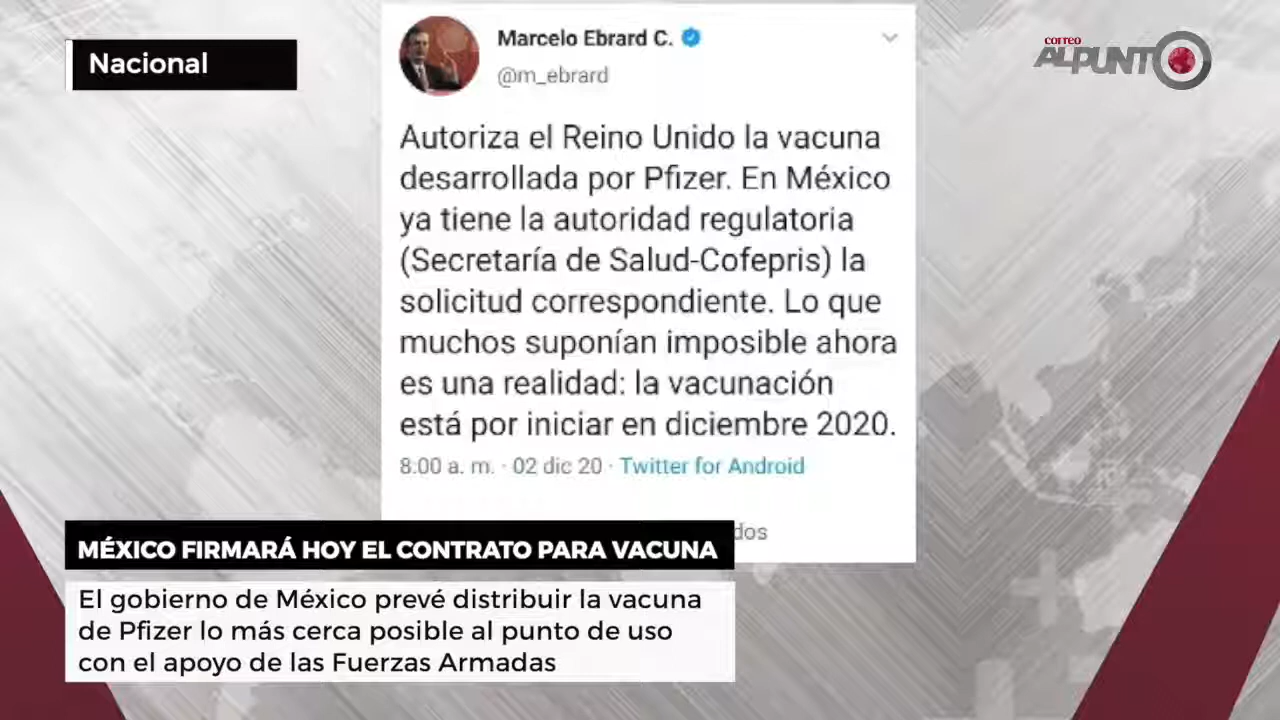 Nacional
CORREO
ALPUNTO
Marcelo Ebrard C.
@m_ebrard
Autoriza el Reino Unido la vacuna
desarrollada por Pfizer. En México
ya tiene la autoridad regulatoria
(Secretaría de Salud-Cofepris) la
solicitud correspondiente. Lo que
muchos suponían imposible ahora
es una realidad: la vacunación
está por iniciar en diciembre 2020.
8:00 a. m. · 02 dic 20 · Twitter for Android
MÉXICO FIRMARÁ HOY EL CONTRATO PARA VACUNA
El gobierno de México prevé distribuir la vacuna
de Pfizer lo más cerca posible al punto de uso
con el apoyo de las Fuerzas Armadas